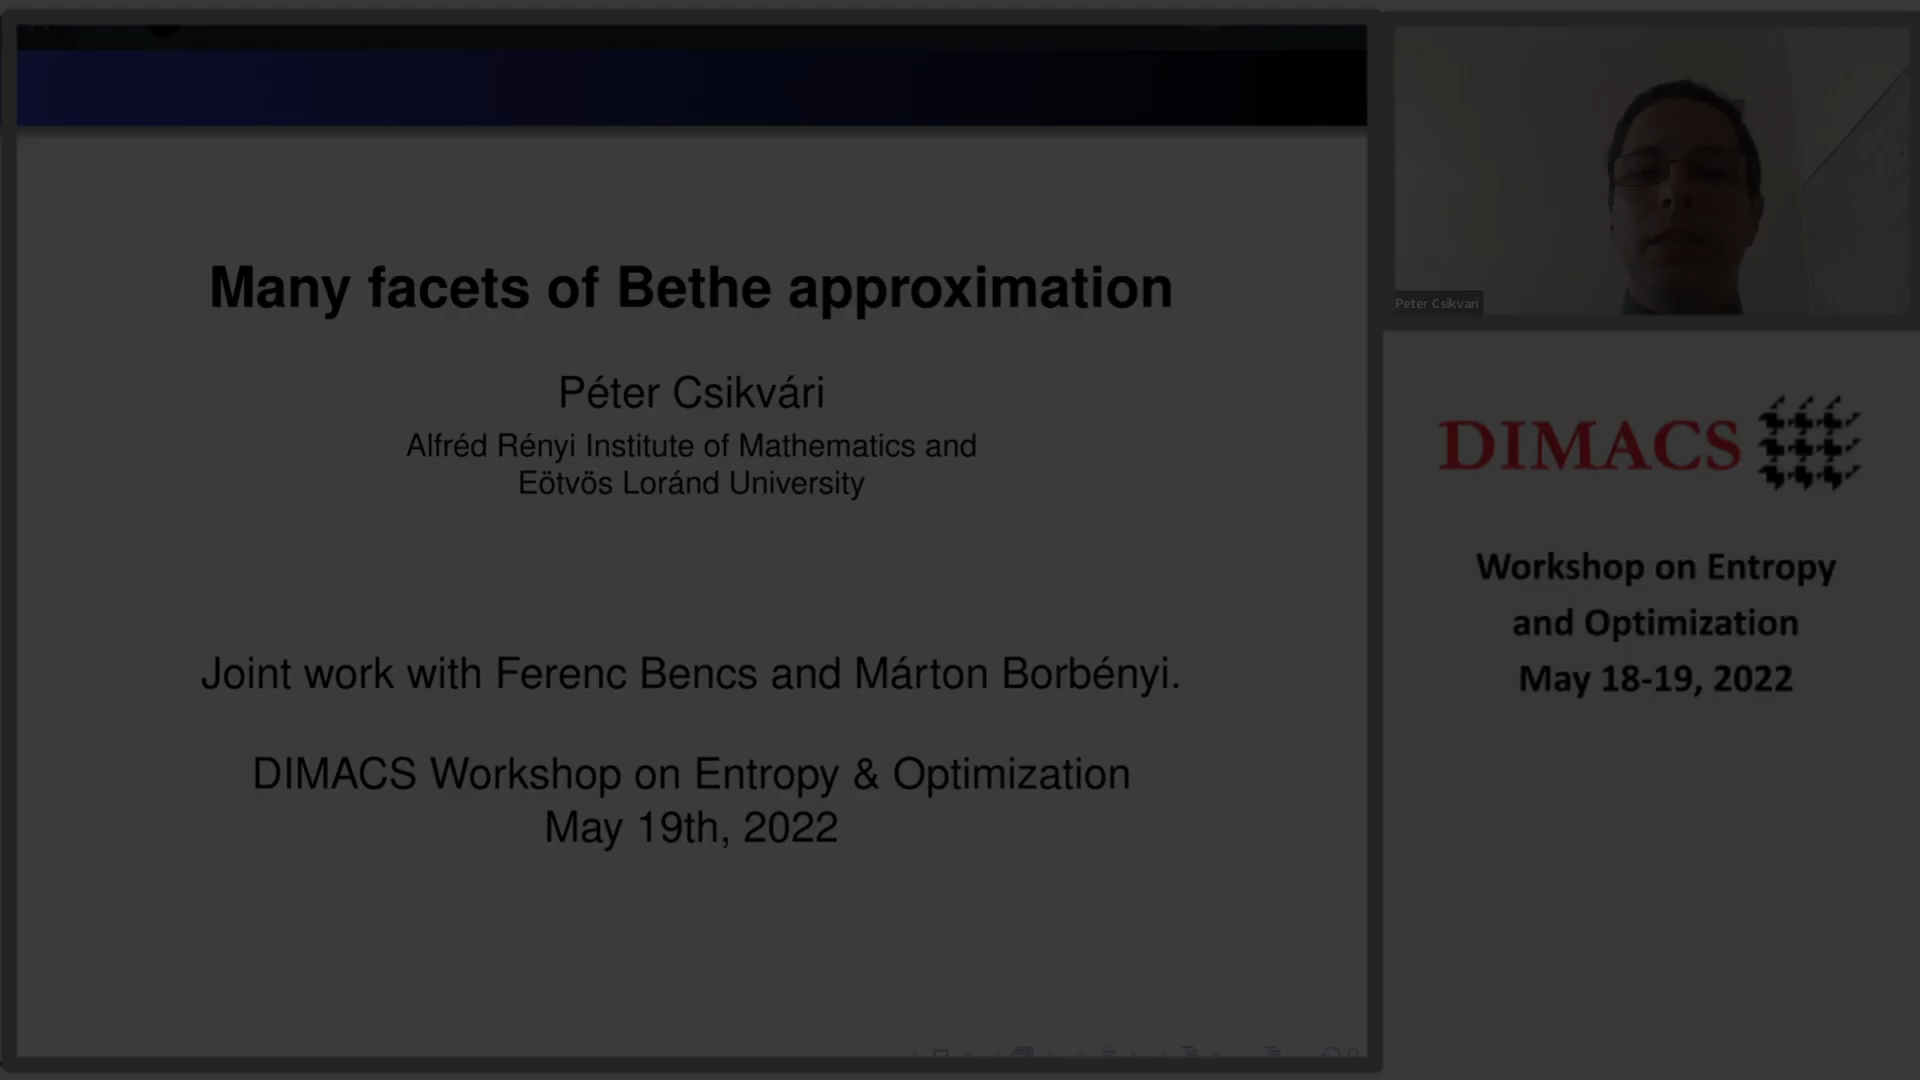 Many facets of Bethe approximation
Péter Csikvári
Alfréd Rényi Institute of Mathematics and
Eötvös Loránd University
Joint work with Ferenc Bencs and Márton Borbényi.
DIMACS Workshop on Entropy & Optimization
May 19th, 2022
Peter Csikvari
DIMACS
Workshop on Entropy
and Optimization
May 18-19, 2022